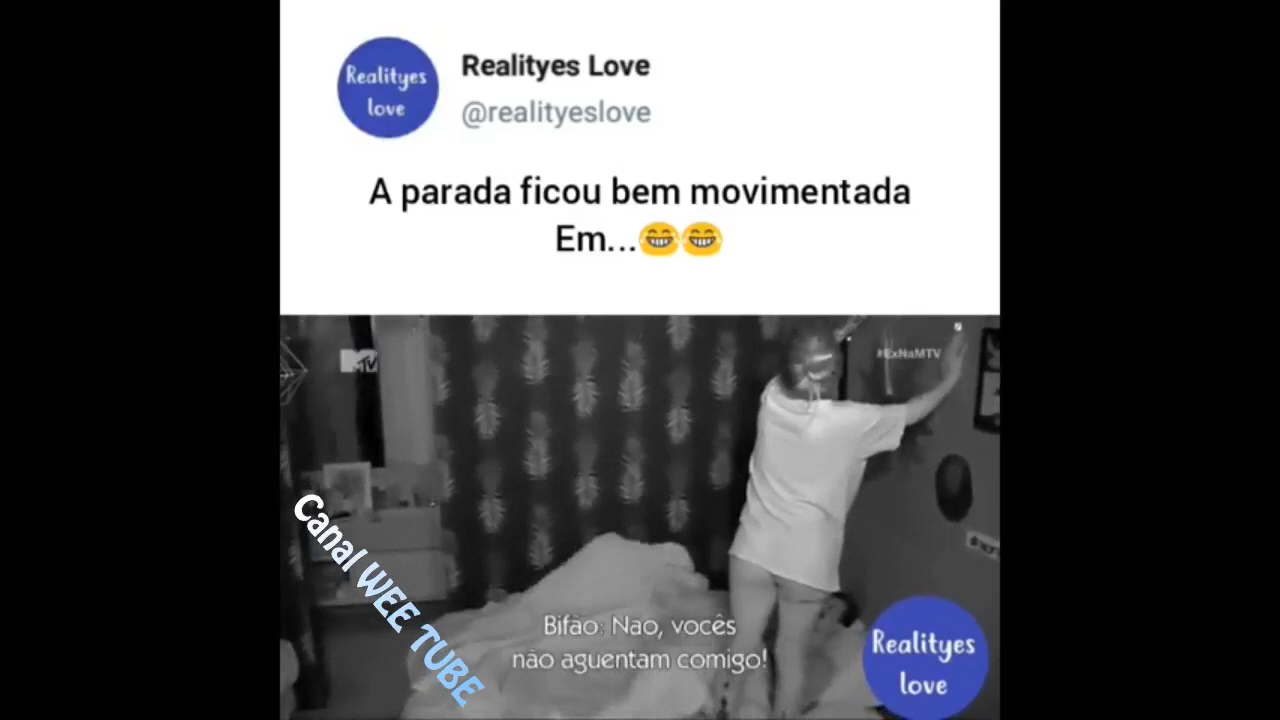 Realityes
love
Realityes Love
@realityeslove
A parada ficou bem movimentada
Em...😂😂
MTV
#ExNaMTV
Canal WEE TUBE
Bifão: Nao, vocês
não aguentam comigo!
Realityes
love